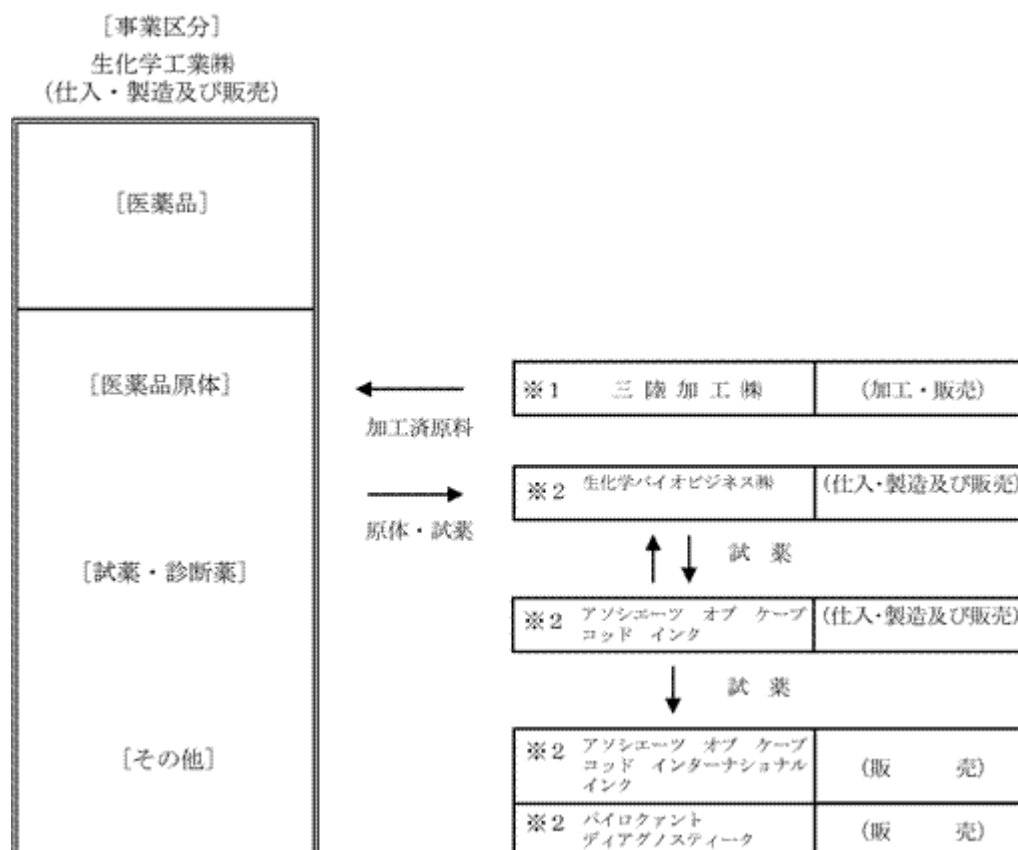 ［事業区分］
生化学工業㈱
(仕入・製造及び販売)
［医薬品］
［医薬品原体］
加工済原料
※1 三 陸 加 工 ㈱ (加工・販売)
原体・試薬
※2 生化学バイオビジネス㈱ (仕入・製造及び販売)
試 薬
［試薬・診断薬］
※2 アソシエーツ オブ ケープ (仕入・製造及び販売)
コッド インク
試 薬
［その他］
※2 アソシエーツ オブ ケープ
コッド インターナショナル (販 売)
インク
※2 パイロクァント (販 売)
ディアグノスティーク